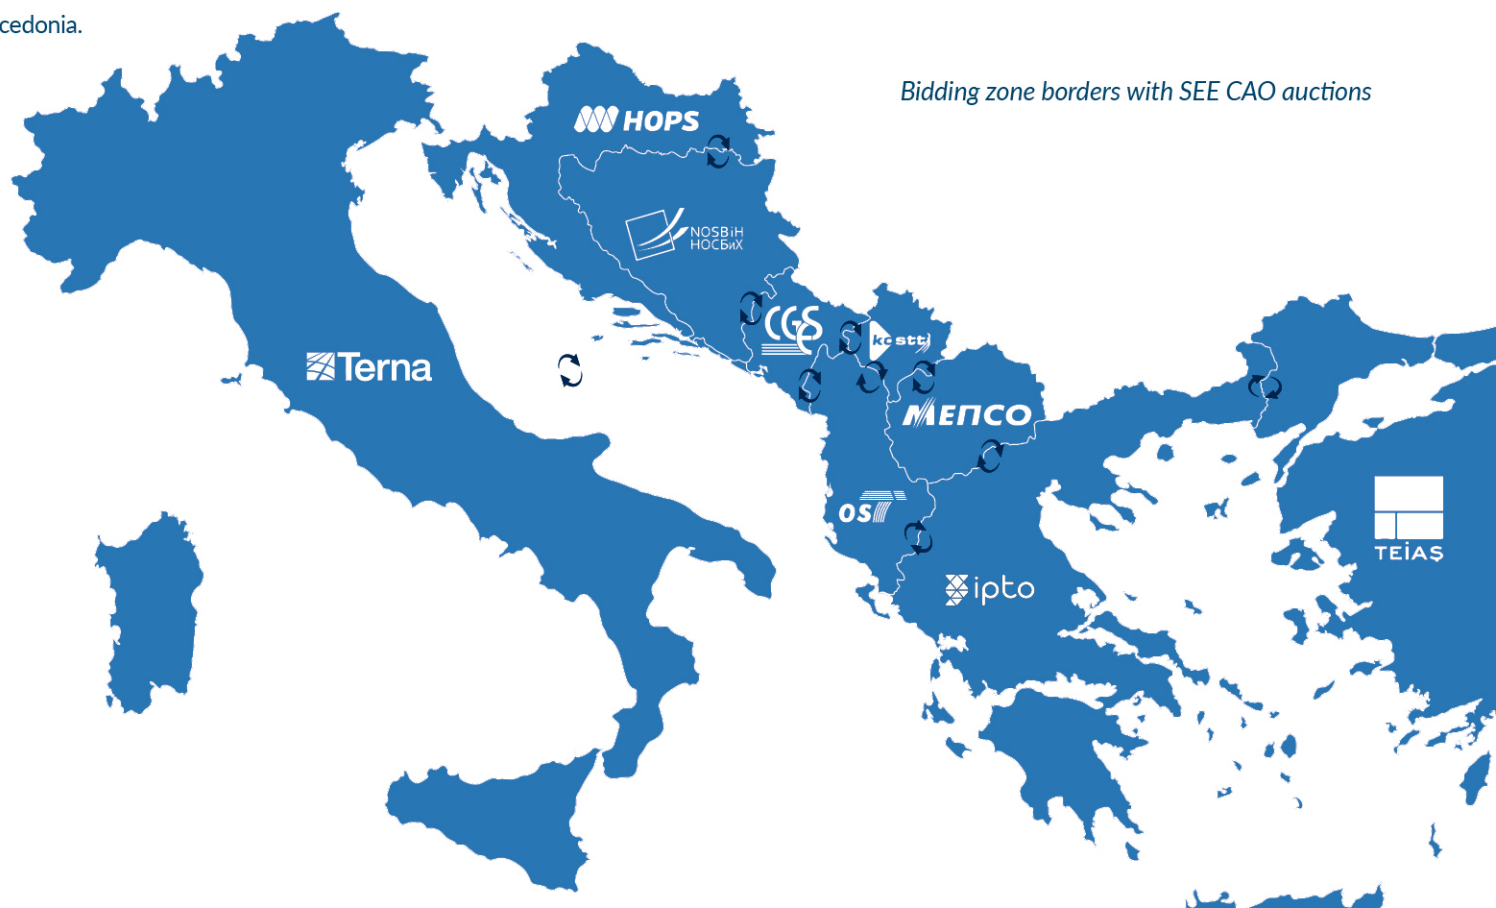 cedonia.
Bidding zone borders with SEE CAO auctions
HOPS
NOSBiH
НОСБиХ
CGES
kostt
Terna
МЕПСО
OST
ipto
TEİAŞ